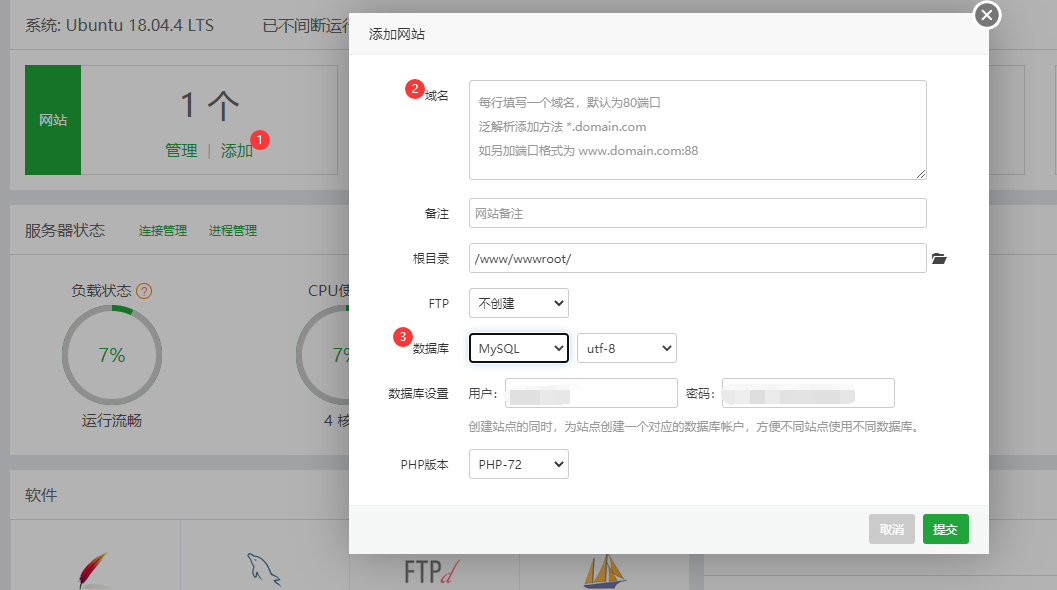 系统: Ubuntu 18.04.4 LTS
已不间断运行
添加网站
网站
1 个
管理 | 添加
1
2
域名
每行填写一个域名，默认为80端口
泛解析添加方法 *.domain.com
如另加端口格式为 www.domain.com:88
备注
网站备注
根目录
/www/wwwroot/
服务器状态
连接管理
进程管理
FTP
不创建
负载状态
?
CPU使
3
数据库
MySQL
utf-8
7%
7%
数据库设置
用户：
密码：
运行流畅
4 核
创建站点的同时，为站点创建一个对应的数据库帐户，方便不同站点使用不同数据库。
PHP版本
PHP-72
软件
取消
提交
FTPd